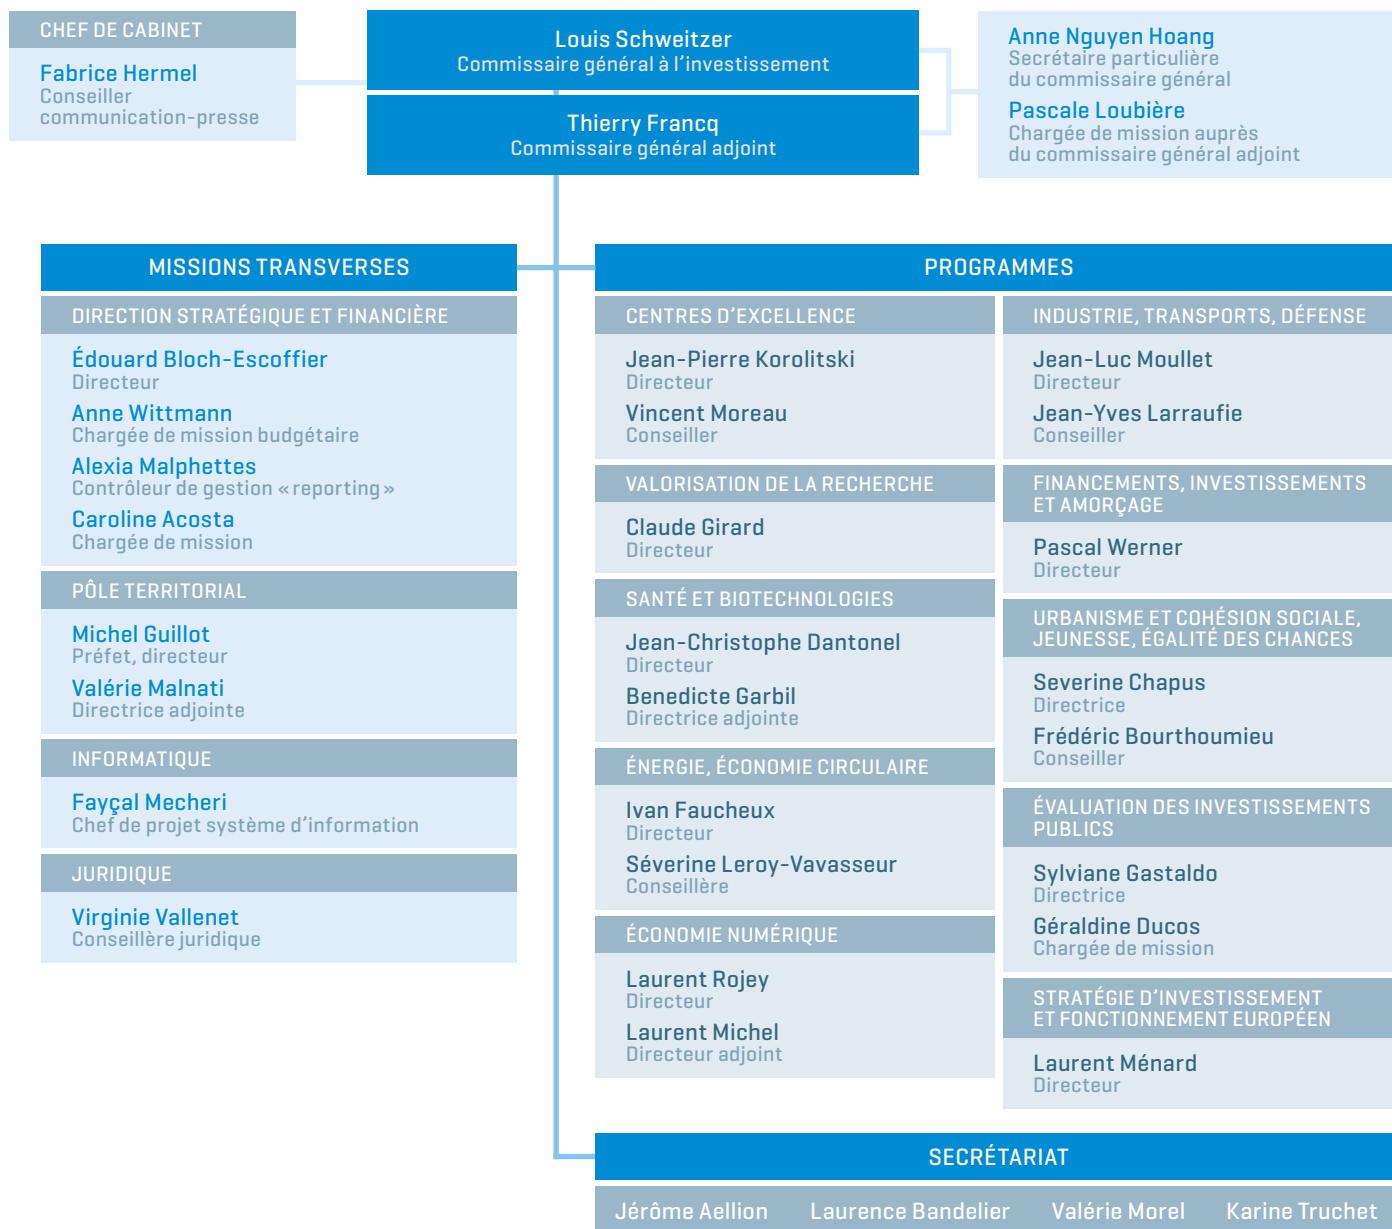 CHEF DE CABINET
Fabrice Hermel
Conseiller
communication-presse
Louis Schweitzer
Commissaire général à l’investissement
Thierry Francq
Commissaire général adjoint
Anne Nguyen Hoang
Secrétaire particulière
du commissaire général
Pascale Loubière
Chargée de mission auprès
du commissaire général adjoint
MISSIONS TRANSVERSES
DIRECTION STRATÉGIQUE ET FINANCIÈRE
Édouard Bloch-Escoffier
Directeur
Anne Wittmann
Chargée de mission budgétaire
Alexia Malphettes
Contrôleur de gestion « reporting »
Caroline Acosta
Chargée de mission
PÔLE TERRITORIAL
Michel Guillot
Préfet, directeur
Valérie Malnati
Directrice adjointe
INFORMATIQUE
Fayçal Mecheri
Chef de projet système d’information
JURIDIQUE
Virginie Vallenet
Conseillère juridique
PROGRAMMES
CENTRES D’EXCELLENCE
Jean-Pierre Korolitski
Directeur
Vincent Moreau
Conseiller
VALORISATION DE LA RECHERCHE
Claude Girard
Directeur
SANTÉ ET BIOTECHNOLOGIES
Jean-Christophe Dantonel
Directeur
Benedicte Garbil
Directrice adjointe
ÉNERGIE, ÉCONOMIE CIRCULAIRE
Ivan Faucheux
Directeur
Séverine Leroy-Vavasseur
Conseillère
ÉCONOMIE NUMÉRIQUE
Laurent Rojey
Directeur
Laurent Michel
Directeur adjoint
INDUSTRIE, TRANSPORTS, DÉFENSE
Jean-Luc Moullet
Directeur
Jean-Yves Larraufie
Conseiller
FINANCEMENTS, INVESTISSEMENTS
ET AMORÇAGE
Pascal Werner
Directeur
URBANISME ET COHÉSION SOCIALE,
JEUNESSE, ÉGALITÉ DES CHANCES
Severine Chapus
Directrice
Frédéric Bourthoumieu
Conseiller
ÉVALUATION DES INVESTISSEMENTS
PUBLICS
Sylviane Gastaldo
Directrice
Géraldine Ducos
Chargée de mission
STRATÉGIE D’INVESTISSEMENT
ET FONCTIONNEMENT EUROPÉEN
Laurent Ménard
Directeur
SECRÉTARIAT
Jérôme Aellion Laurence Bandelier Valérie Morel Karine Truchet